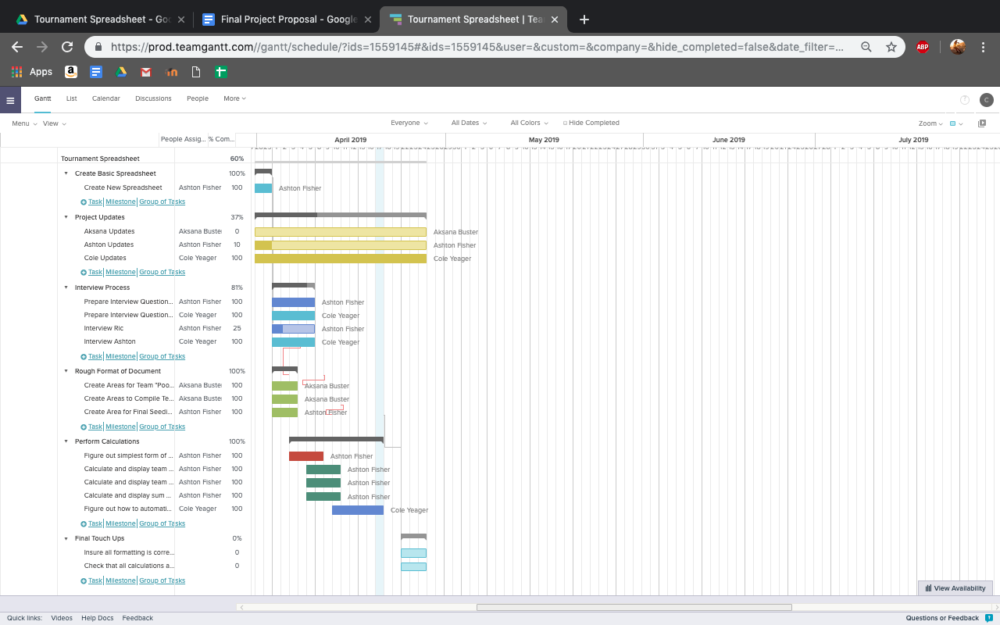 Tournament Spreadsheet - Goo
Final Project Proposal - Google
Tournament Spreadsheet | Tea
https://prod.teamgantt.com//gantt/schedule/?ids=1559145#&ids=1559145&user=&custom=&company=&hide_completed=false&date_filter=...
ABP
Apps
Gantt List Calendar Discussions People More
? C
Menu View Everyone All Dates All Colors Hide Completed Zoom
People Assig... % Com... April 2019 May 2019 June 2019 July 2019
Tournament Spreadsheet 60%
Create Basic Spreadsheet 100%
Create New Spreadsheet Ashton Fisher 100 Ashton Fisher
Task | Milestone | Group of Tasks
Project Updates 37%
Aksana Updates Aksana Buster 0 Aksana Buster
Ashton Updates Ashton Fisher 10 Ashton Fisher
Cole Updates Cole Yeager 100 Cole Yeager
Task | Milestone | Group of Tasks
Interview Process 81%
Prepare Interview Question... Ashton Fisher 100 Ashton Fisher
Prepare Interview Question... Cole Yeager 100 Cole Yeager
Interview Ric Ashton Fisher 25 Ashton Fisher
Interview Ashton Cole Yeager 100 Cole Yeager
Task | Milestone | Group of Tasks
Rough Format of Document 100%
Create Areas for Team "Poo... Aksana Buster 100 Aksana Buster
Create Areas to Compile Te... Aksana Buster 100 Aksana Buster
Create Area for Final Seedi... Ashton Fisher 100 Ashton Fisher
Task | Milestone | Group of Tasks
Perform Calculations 100%
Figure out simplest form of ... Ashton Fisher 100 Ashton Fisher
Calculate and display team ... Ashton Fisher 100 Ashton Fisher
Calculate and display team ... Ashton Fisher 100 Ashton Fisher
Calculate and display sum ... Ashton Fisher 100 Ashton Fisher
Figure out how to automati... Cole Yeager 100 Cole Yeager
Task | Milestone | Group of Tasks
Final Touch Ups 0%
Insure all formatting is corre... 0
Check that all calculations a... 0
Task | Milestone | Group of Tasks
View Availability
Quick links: Videos Help Docs Feedback Questions or Feedback ?